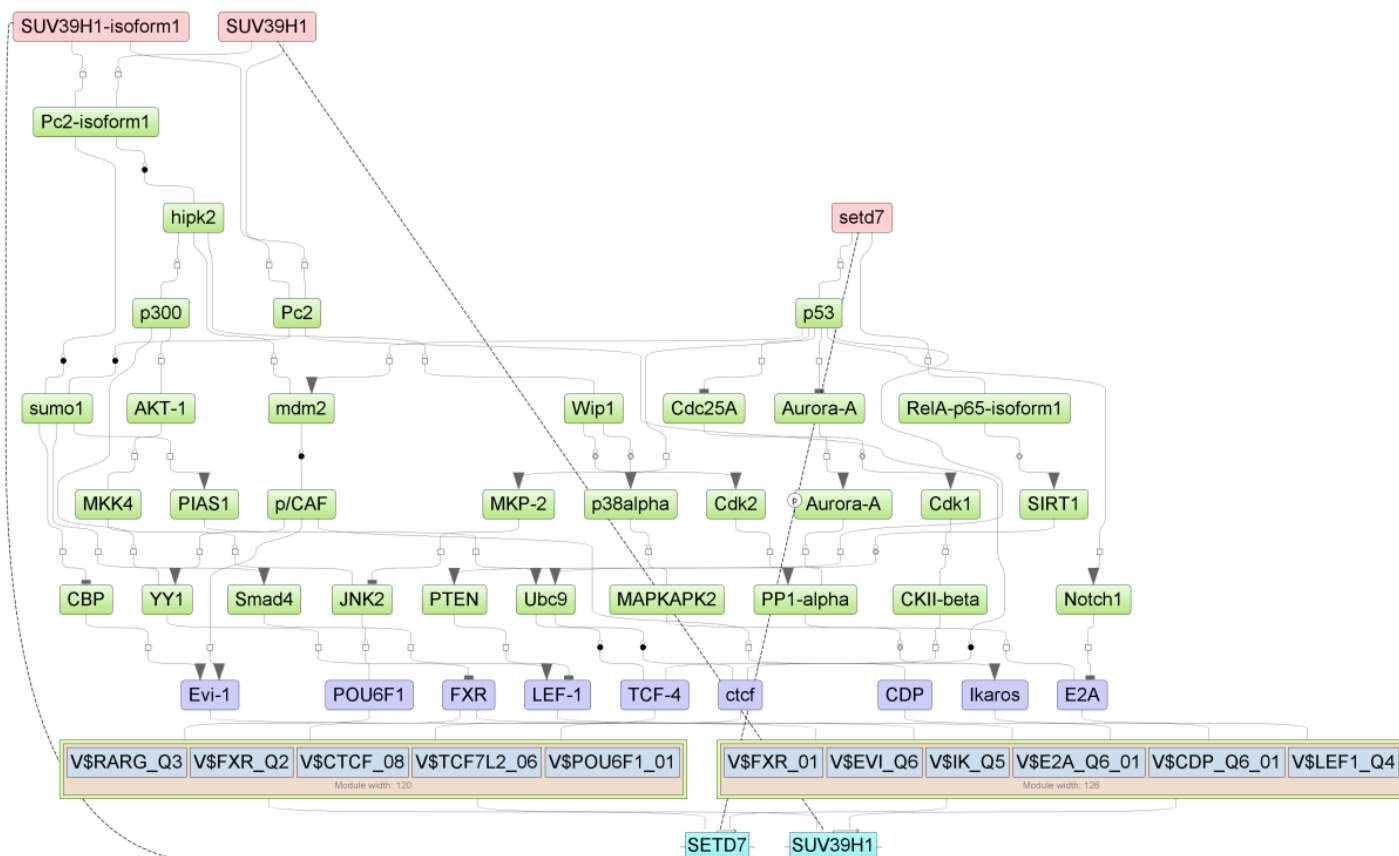 SUV39H1-isoform1 SUV39H1
Pc2-isoform1
hipk2 setd7
p300 Pc2 p53
sumo1 AKT-1 mdm2 Wip1 Cdc25A Aurora-A RelA-p65-isoform1
MKK4 PIAS1 p/CAF MKP-2 p38alpha Cdk2 p Aurora-A Cdk1 SIRT1
CBP YY1 Smad4 JNK2 PTEN Ubc9 MAPKAPK2 PP1-alpha CKII-beta Notch1
Evi-1 POU6F1 FXR LEF-1 TCF-4 ctcf CDP Ikaros E2A
V$RARG_Q3 V$FXR_Q2 V$CTCF_08 V$TCF7L2_06 V$POU6F1_01 V$FXR_01 V$EVI_Q6 V$IK_Q5 V$E2A_Q6_01 V$CDP_Q6_01 V$LEF1_Q4
Module width: 120 Module width: 126
SETD7 SUV39H1